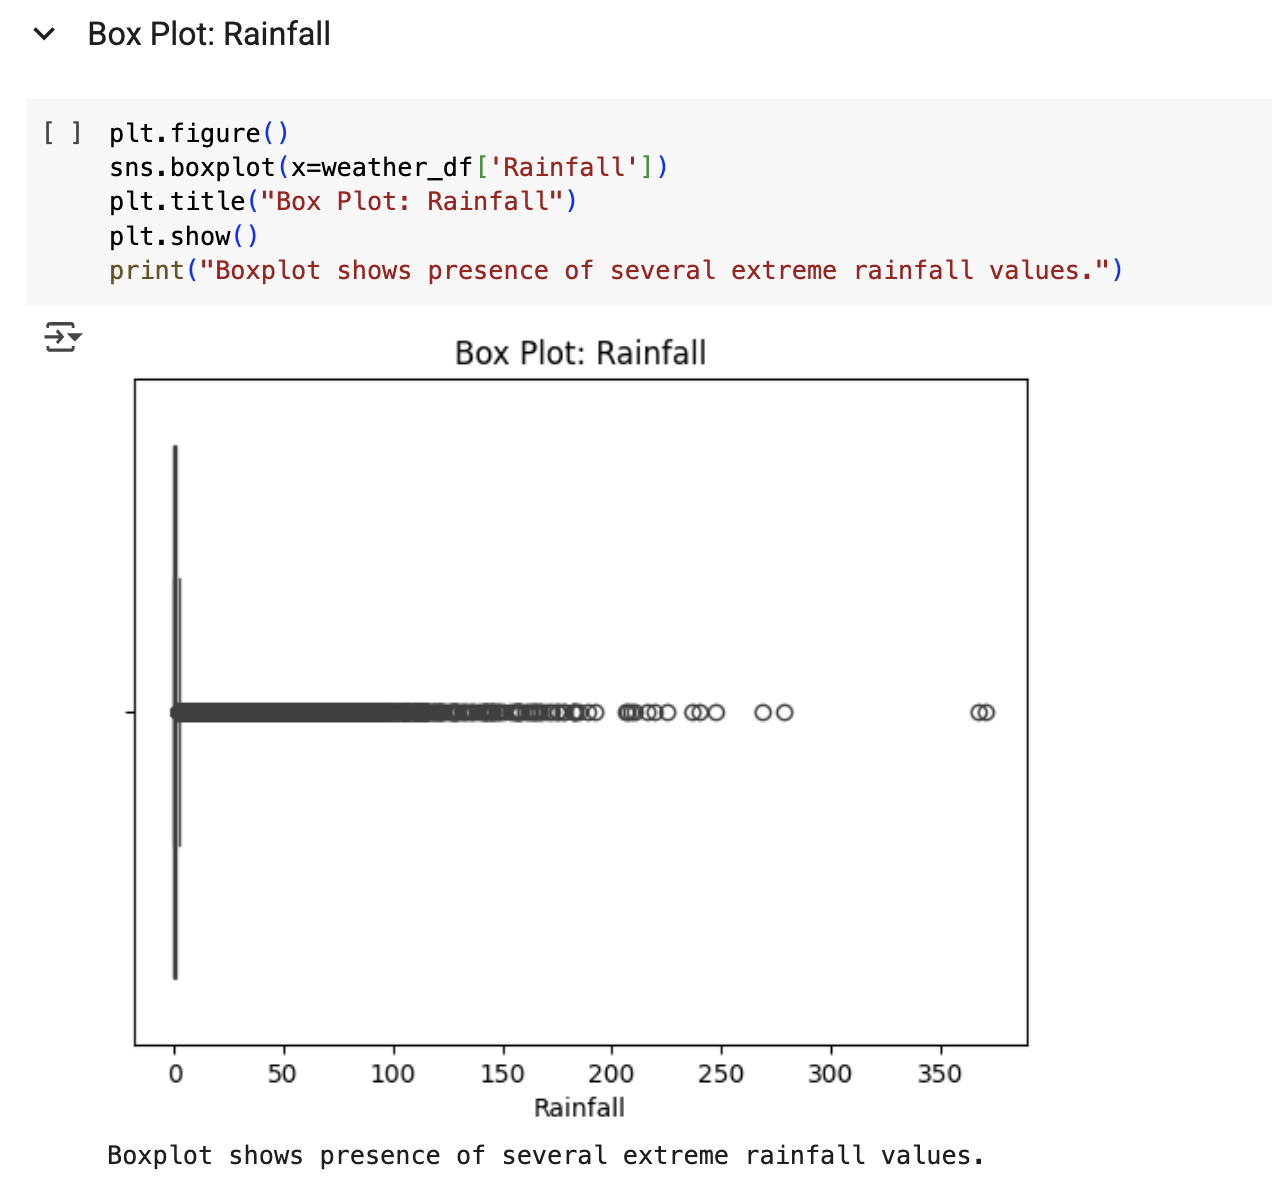 Box Plot: Rainfall
[ ] plt.figure()
sns.boxplot(x=weather_df['Rainfall'])
plt.title("Box Plot: Rainfall")
plt.show()
print("Boxplot shows presence of several extreme rainfall values.")
Box Plot: Rainfall
0 50 100 150 200 250 300 350
Rainfall
Boxplot shows presence of several extreme rainfall values.